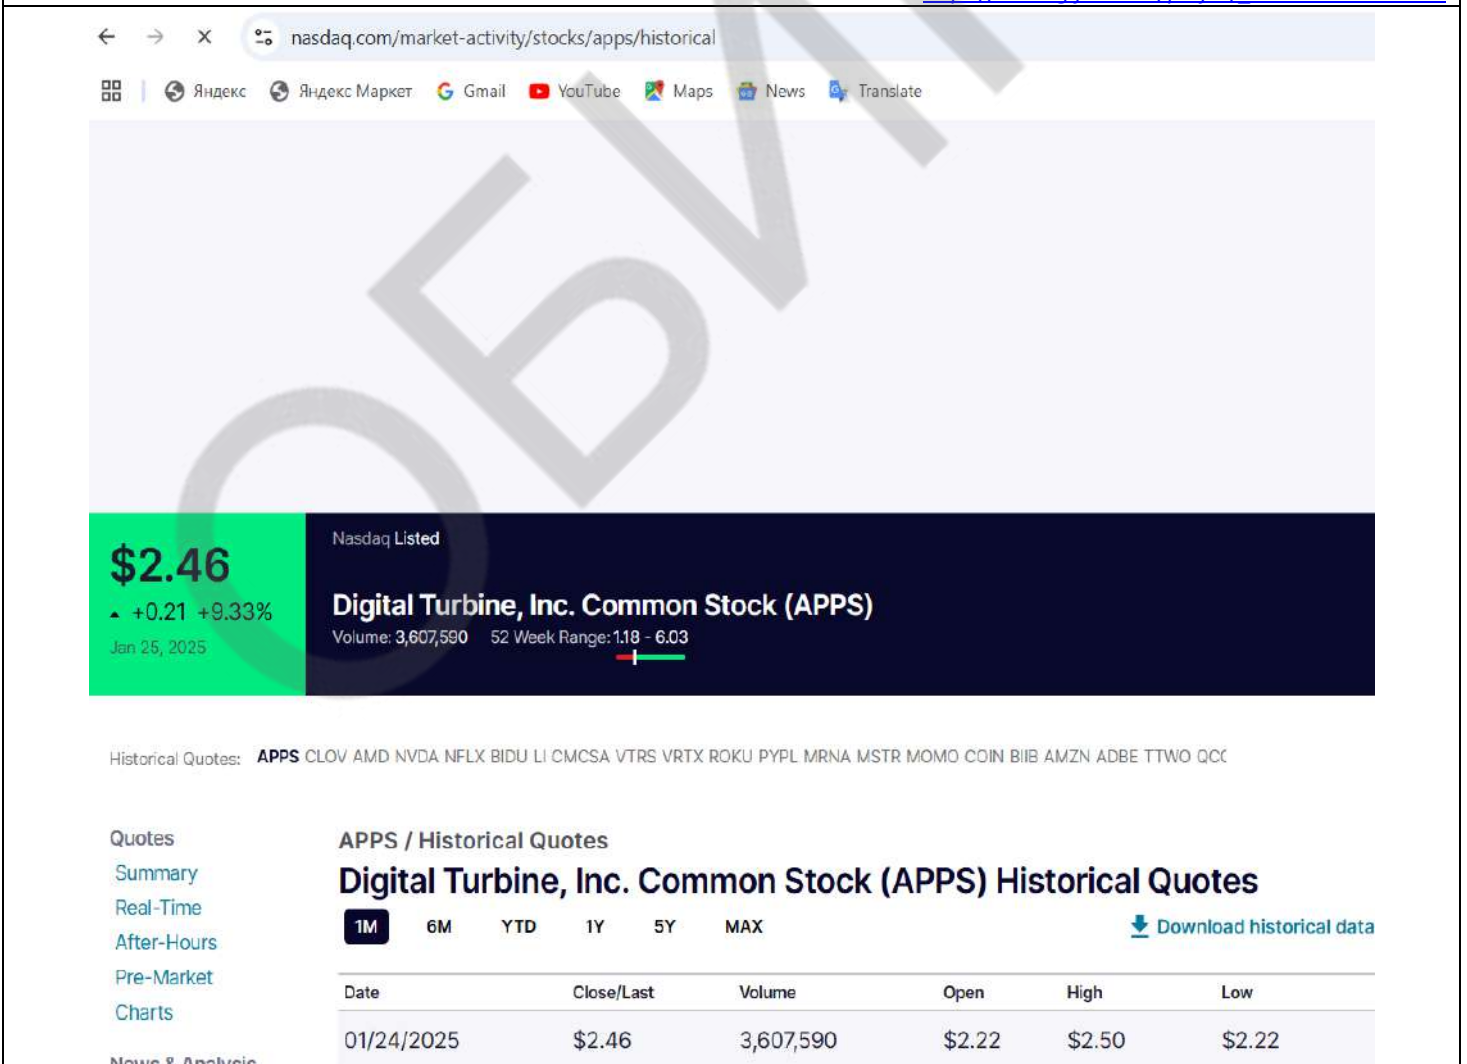 nasdaq.com/market-activity/stocks/apps/historical
Яндекс Яндекс Маркет Gmail YouTube Maps News Translate
$2.46
+0.21 +9.33%
Jan 25, 2025
Nasdaq Listed
Digital Turbine, Inc. Common Stock (APPS)
Volume: 3,607,590 52 Week Range: 1.18 - 6.03
Historical Quotes: APPS CLOV AMD NVDA NFLX BIDU LI CMCSA VTRS VRTX ROKU PYPL MRNA MSTR MOMO COIN BIIB AMZN ADBE TTWO
Quotes
Summary
Real-Time
After-Hours
Pre-Market
Charts
News & Analysis
APPS / Historical Quotes
Digital Turbine, Inc. Common Stock (APPS) Historical Quotes
1M 6M YTD 1Y 5Y MAX Download historical data
Date Close/Last Volume Open High Low
01/24/2025 $2.46 3,607,590 $2.22 $2.50 $2.22